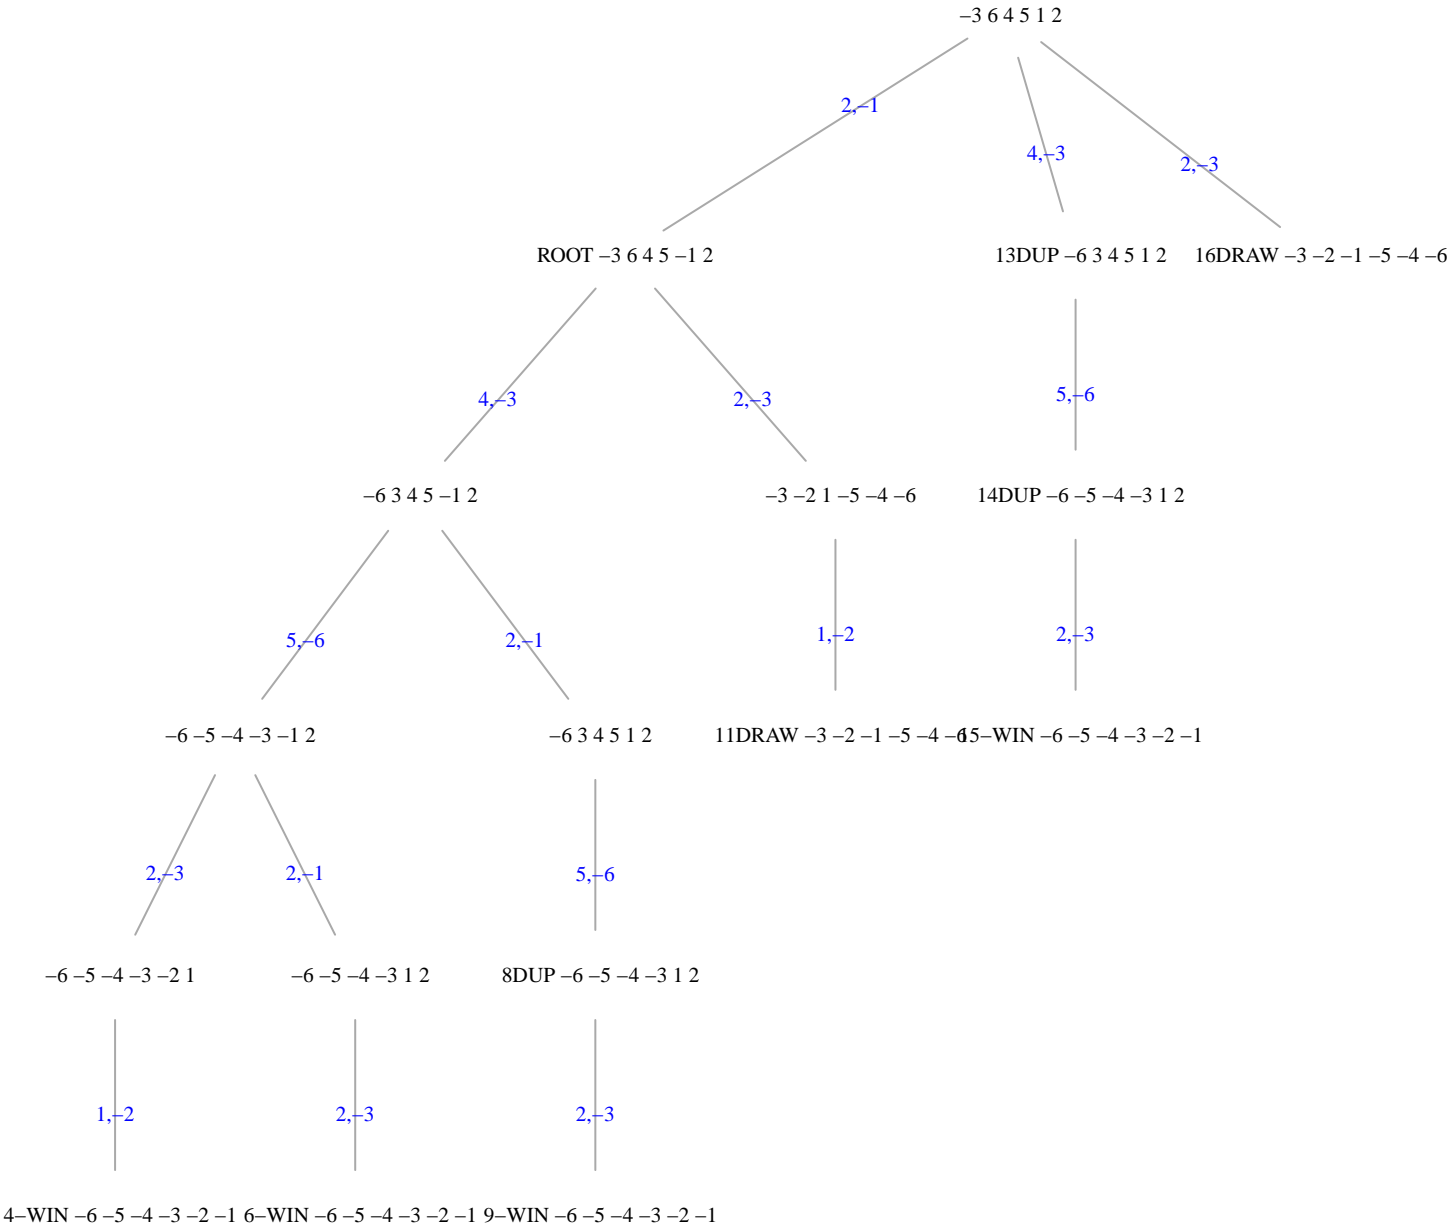 –3 6 4 5 1 2
2,–1
4,–3
2,–3
ROOT –3 6 4 5 –1 2
13DUP –6 3 4 5 1 2
16DRAW –3 –2 –1 –5 –4 –6
4,–3
2,–3
5,–6
–6 3 4 5 –1 2
–3 –2 1 –5 –4 –6
14DUP –6 –5 –4 –3 1 2
5,–6
2,–1
1,–2
2,–3
–6 –5 –4 –3 –1 2
–6 3 4 5 1 2
11DRAW –3 –2 –1 –5 –4 –6
15–WIN –6 –5 –4 –3 –2 –1
2,–3
2,–1
5,–6
–6 –5 –4 –3 –2 1
–6 –5 –4 –3 1 2
8DUP –6 –5 –4 –3 1 2
1,–2
2,–3
2,–3
4–WIN –6 –5 –4 –3 –2 –1
6–WIN –6 –5 –4 –3 –2 –1
9–WIN –6 –5 –4 –3 –2 –1